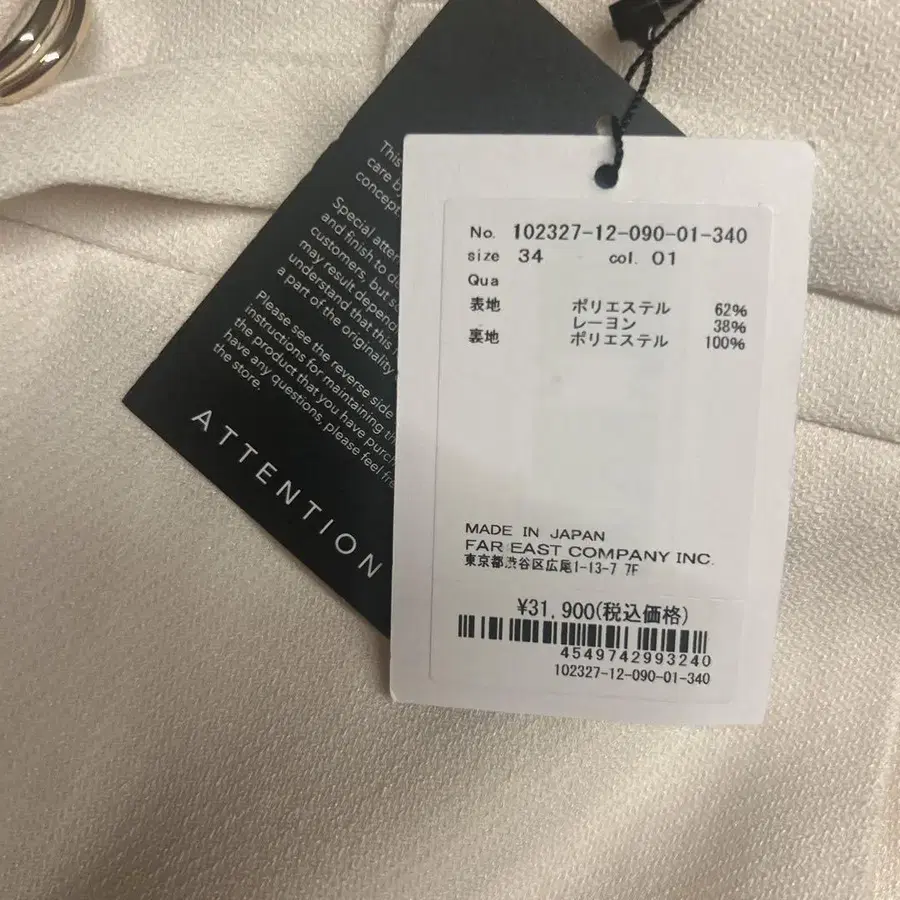 This
care by
concept
Special atten
and finish to
customers, but
may result depend
understand that this
a part of the originality
Please see the reverse side
instructions for maintaining
the product that you have purch
have any questions, please feel fre
the store.
ATTENTION
No. 102327-12-090-01-340
size 34 col. 01
Qua
表地 ポリエステル 62%
レーヨン 38%
裏地 ポリエステル 100%
MADE IN JAPAN
FAR EAST COMPANY INC.
東京都渋谷区広尾1-13-7 7F
¥31,900(税込価格)
4549742993240
102327-12-090-01-340